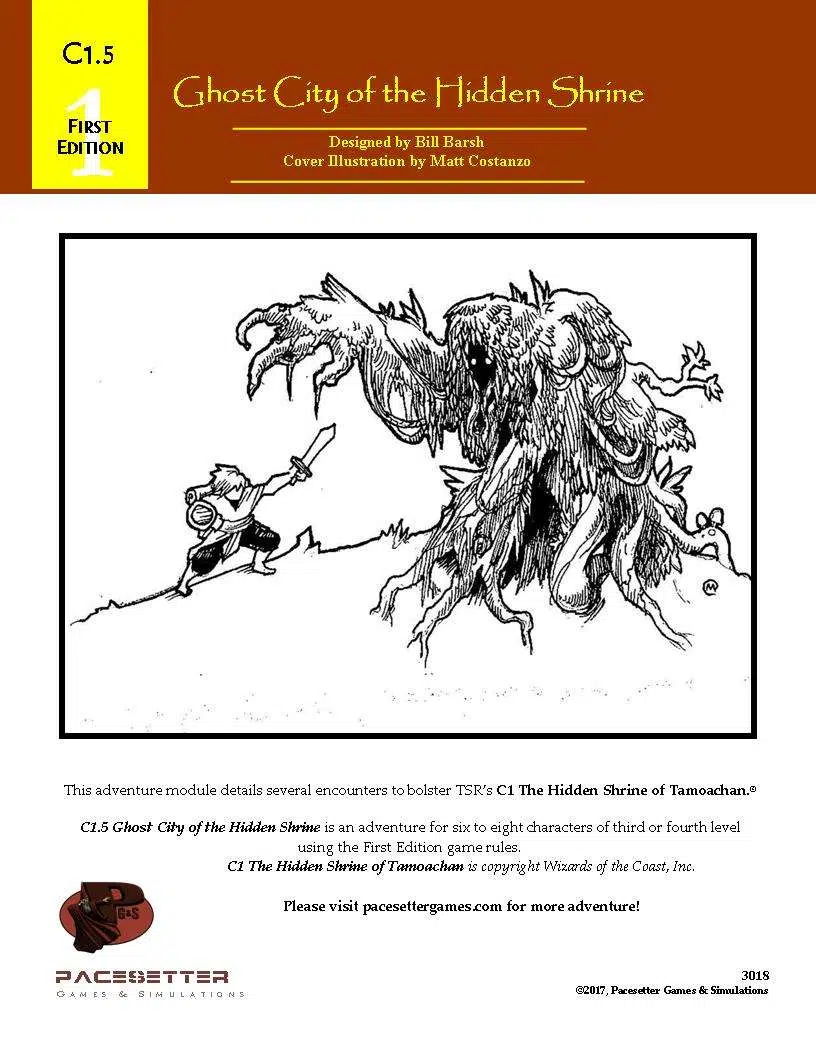 C1.5
1
FIRST
EDITION
Ghost City of the Hidden Shrine
Designed by Bill Barsh
Cover Illustration by Matt Costanzo
M
This adventure module details several encounters to bolster TSR's C1 The Hidden Shrine of Tamoachan.®
C1.5 Ghost City of the Hidden Shrine is an adventure for six to eight characters of third or fourth level
using the First Edition game rules.
C1 The Hidden Shrine of Tamoachan is copyright Wizards of the Coast, Inc.
Please visit pacesettergames.com for more adventure!
P
G&S
PACESETTER
GAMES & SIMULATIONS
3018
©2017, Pacesetter Games & Simulations